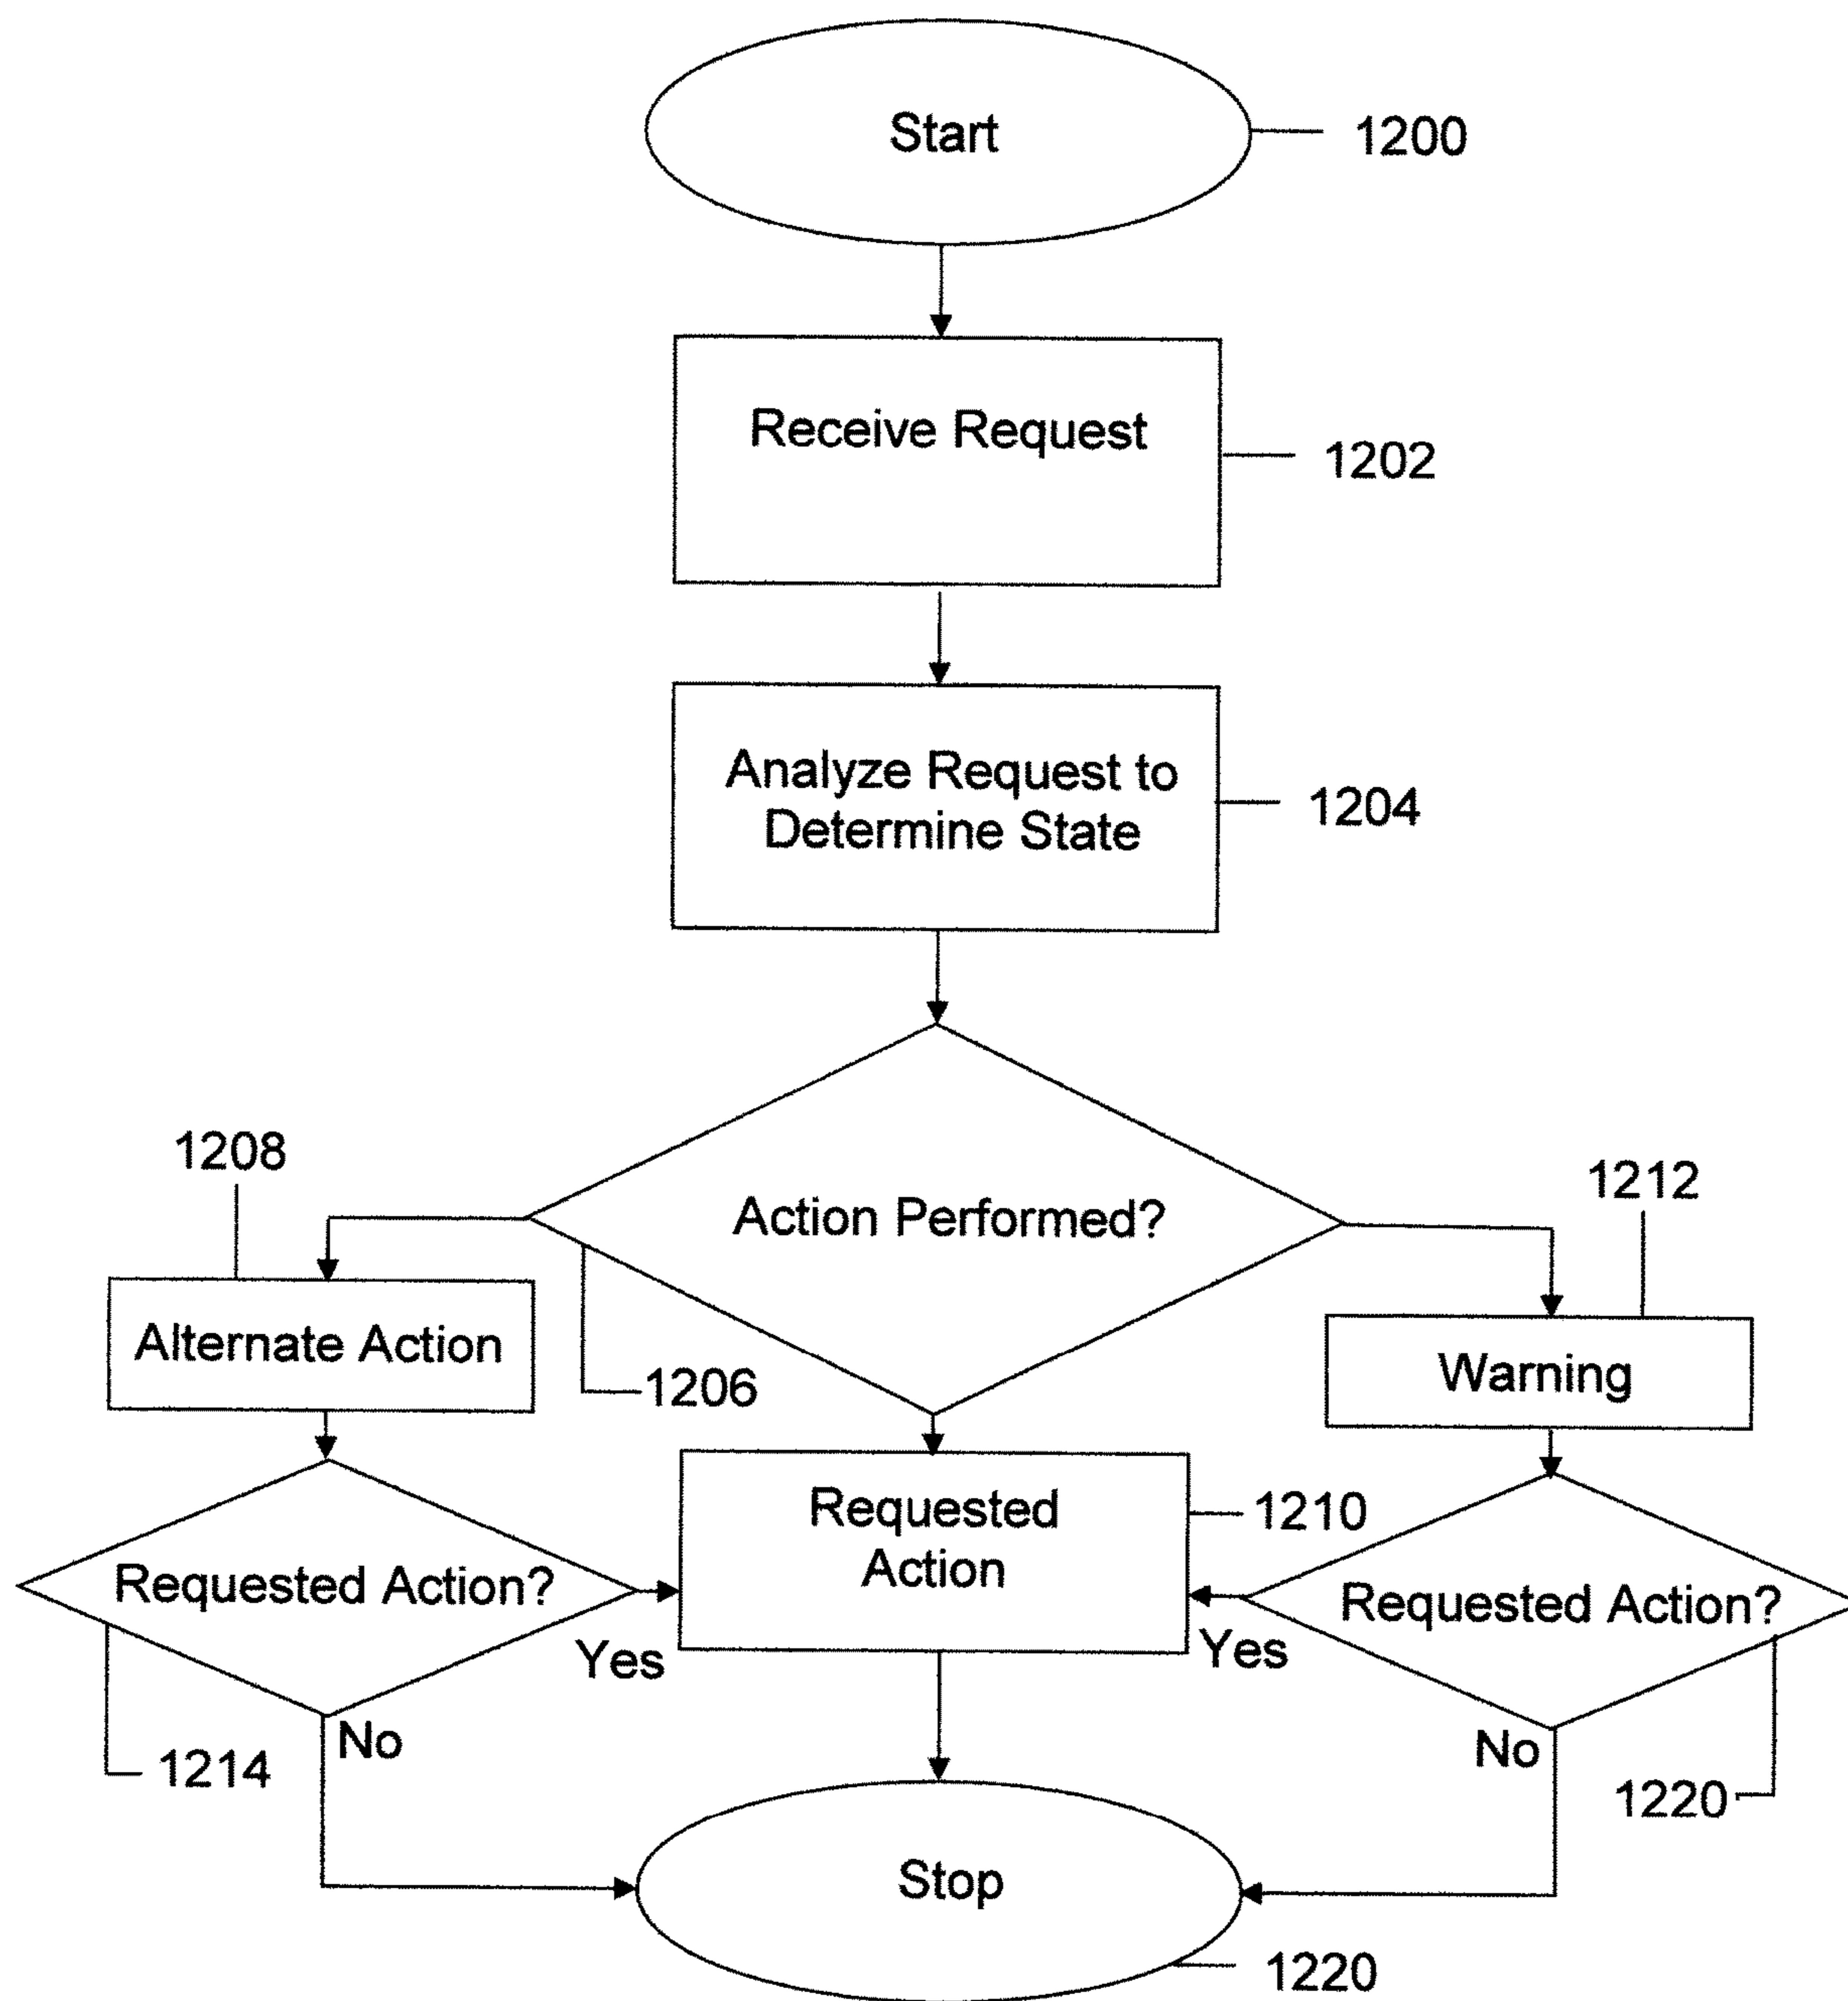 Start
1200
Receive Request
1202
Analyze Request to
Determine State
1204
1208
Action Performed?
1212
Alternate Action
1206
Warning
Requested
Action
1210
Requested Action?
Requested Action?
Yes
Yes
No
No
1214
1220
Stop
1220